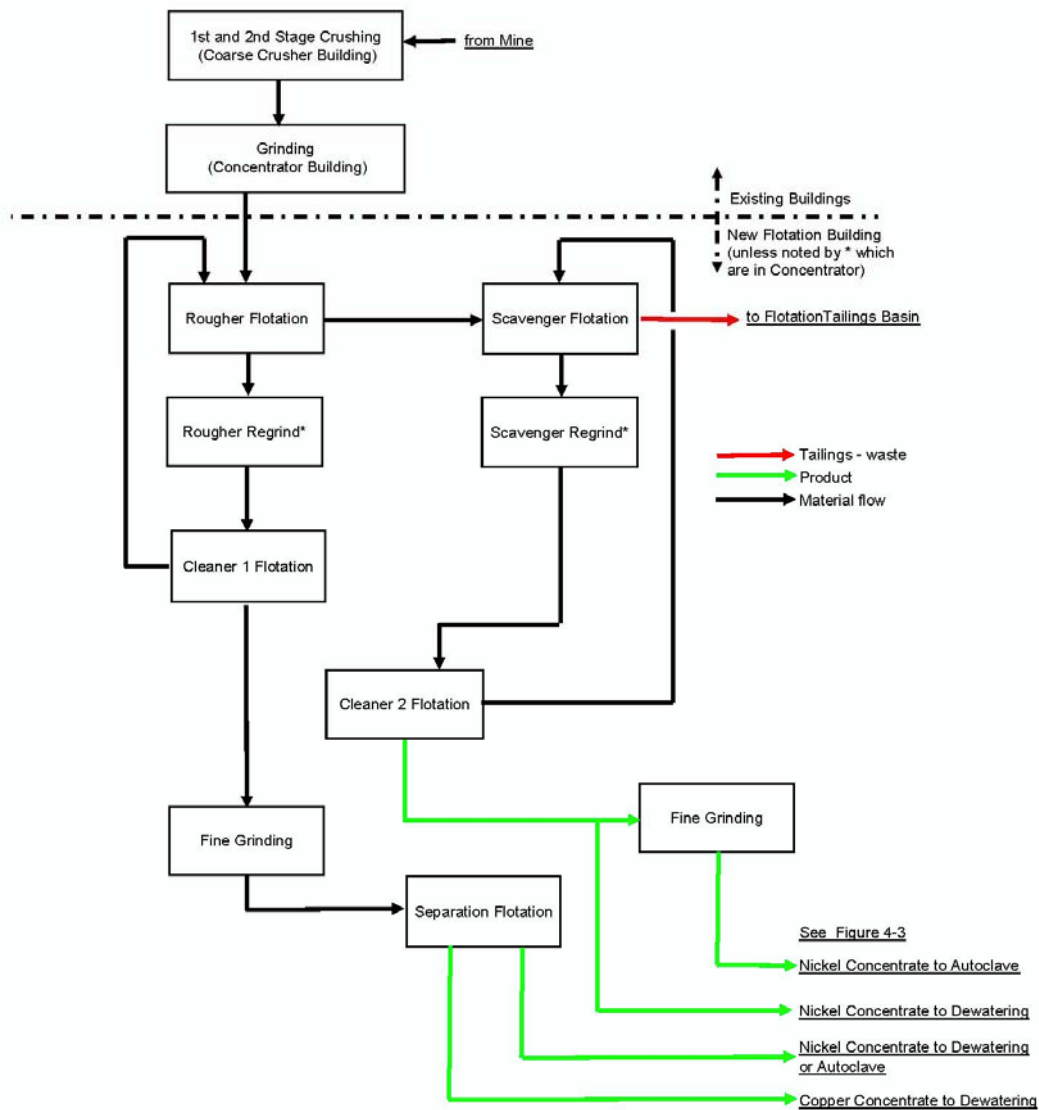 1st and 2nd Stage Crushing
(Coarse Crusher Building)
from Mine
Grinding
(Concentrator Building)
Existing Buildings
New Flotation Building
(unless noted by * which
are in Concentrator)
Rougher Flotation
Scavenger Flotation
to FlotationTailings Basin
Rougher Regrind*
Scavenger Regrind*
Tailings - waste
Product
Material flow
Cleaner 1 Flotation
Cleaner 2 Flotation
Fine Grinding
Fine Grinding
Separation Flotation
See Figure 4-3
Nickel Concentrate to Autoclave
Nickel Concentrate to Dewatering
Nickel Concentrate to Dewatering
or Autoclave
Copper Concentrate to Dewatering